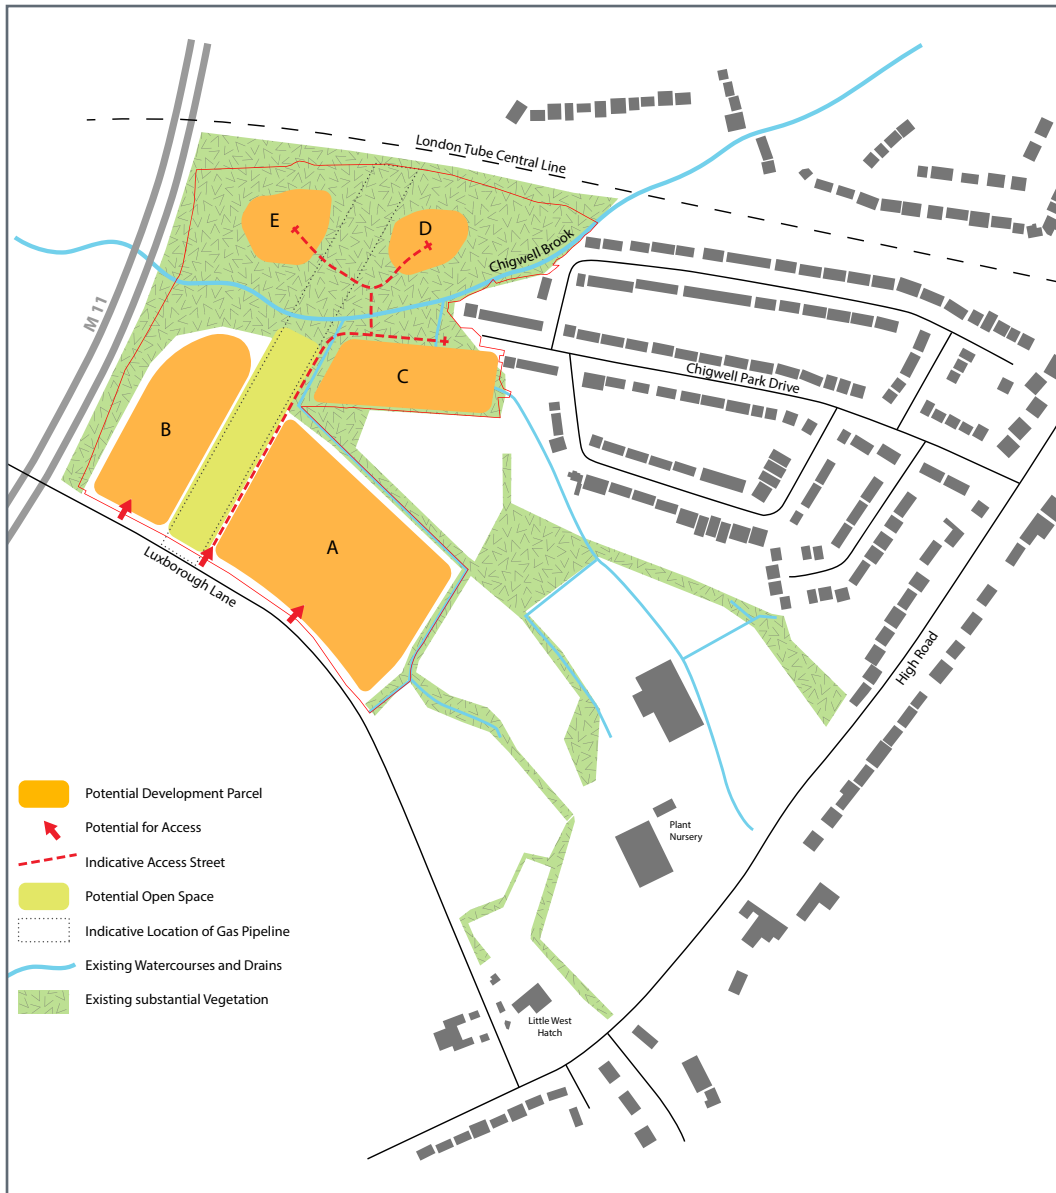 London Tube Central Line
E
D
Chigwell Brook
M 11
Chigwell Park Drive
C
B
A
Luxborough Lane
High Road
Potential Development Parcel
Potential for Access
Indicative Access Street
Potential Open Space
Indicative Location of Gas Pipeline
Existing Watercourses and Drains
Existing substantial Vegetation
Plant
Nursery
Little West
Hatch